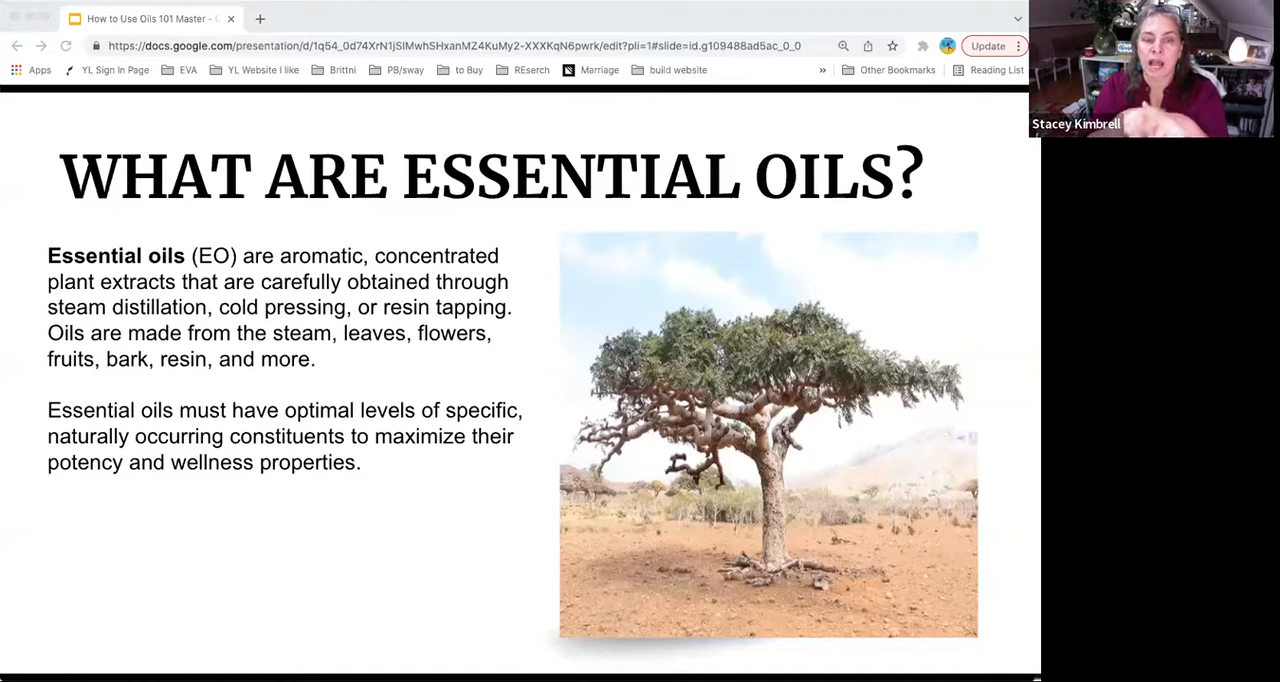 How to Use Oils 101 Master -
https://docs.google.com/presentation/d/1q54_0d74XrN1jSIMwhSHxanMZ4KuMy2-XXXKqN6pwrk/edit?pli=1#slide=id.g109488ad5ac_0_0
Update
Apps YL Sign In Page EVA YL Website I like Brittni PB/sway to Buy REserch Marriage build website » Other Bookmarks Reading List
Stacey Kimbrell
WHAT ARE ESSENTIAL OILS?
Essential oils (EO) are aromatic, concentrated
plant extracts that are carefully obtained through
steam distillation, cold pressing, or resin tapping.
Oils are made from the steam, leaves, flowers,
fruits, bark, resin, and more.
Essential oils must have optimal levels of specific,
naturally occurring constituents to maximize their
potency and wellness properties.